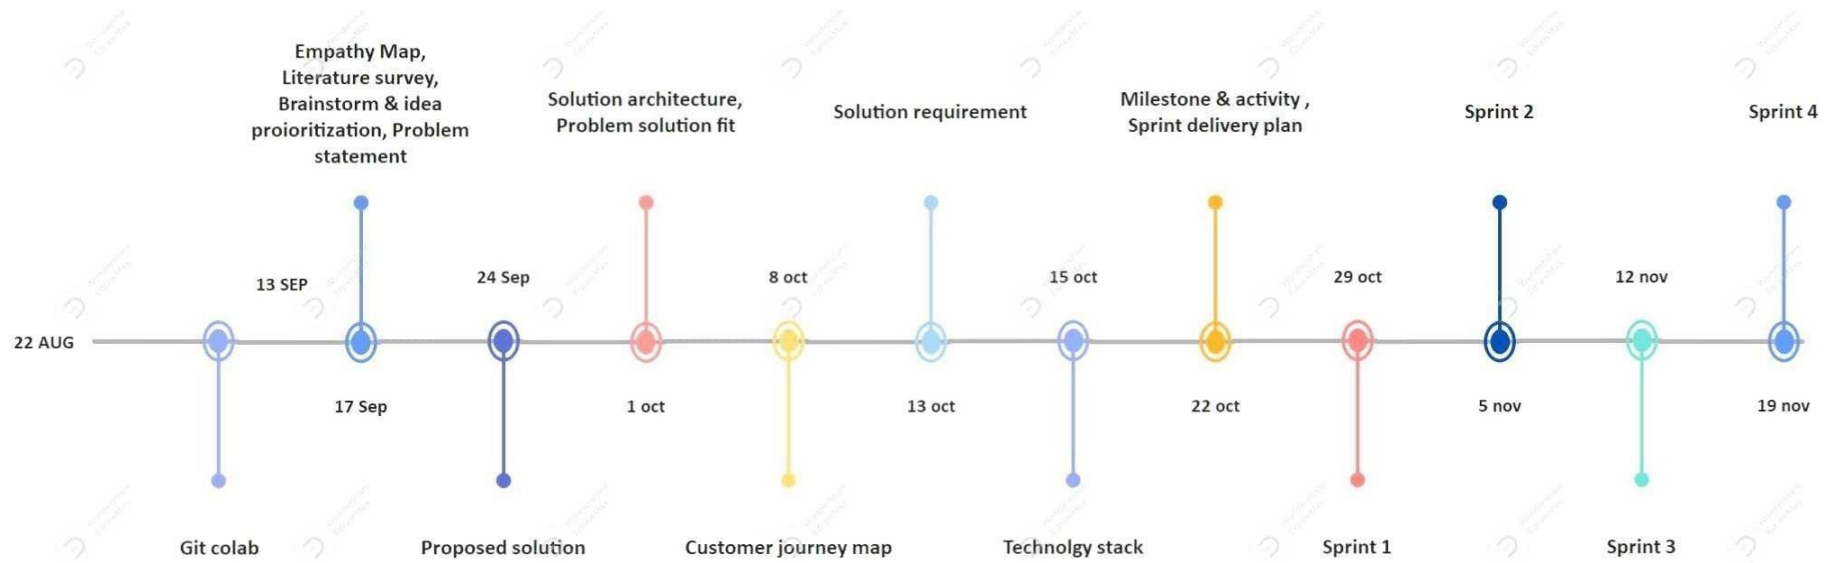 Empathy Map,
Literature survey,
Brainstorm & idea
proioritization, Problem
statement
Solution architecture,
Problem solution fit
Solution requirement
Milestone & activity ,
Sprint delivery plan
Sprint 2
Sprint 4
13 SEP
24 Sep
8 oct
15 oct
29 oct
12 nov
22 AUG
17 Sep
1 oct
13 oct
22 oct
5 nov
19 nov
Git colab
Proposed solution
Customer journey map
Technolgy stack
Sprint 1
Sprint 3